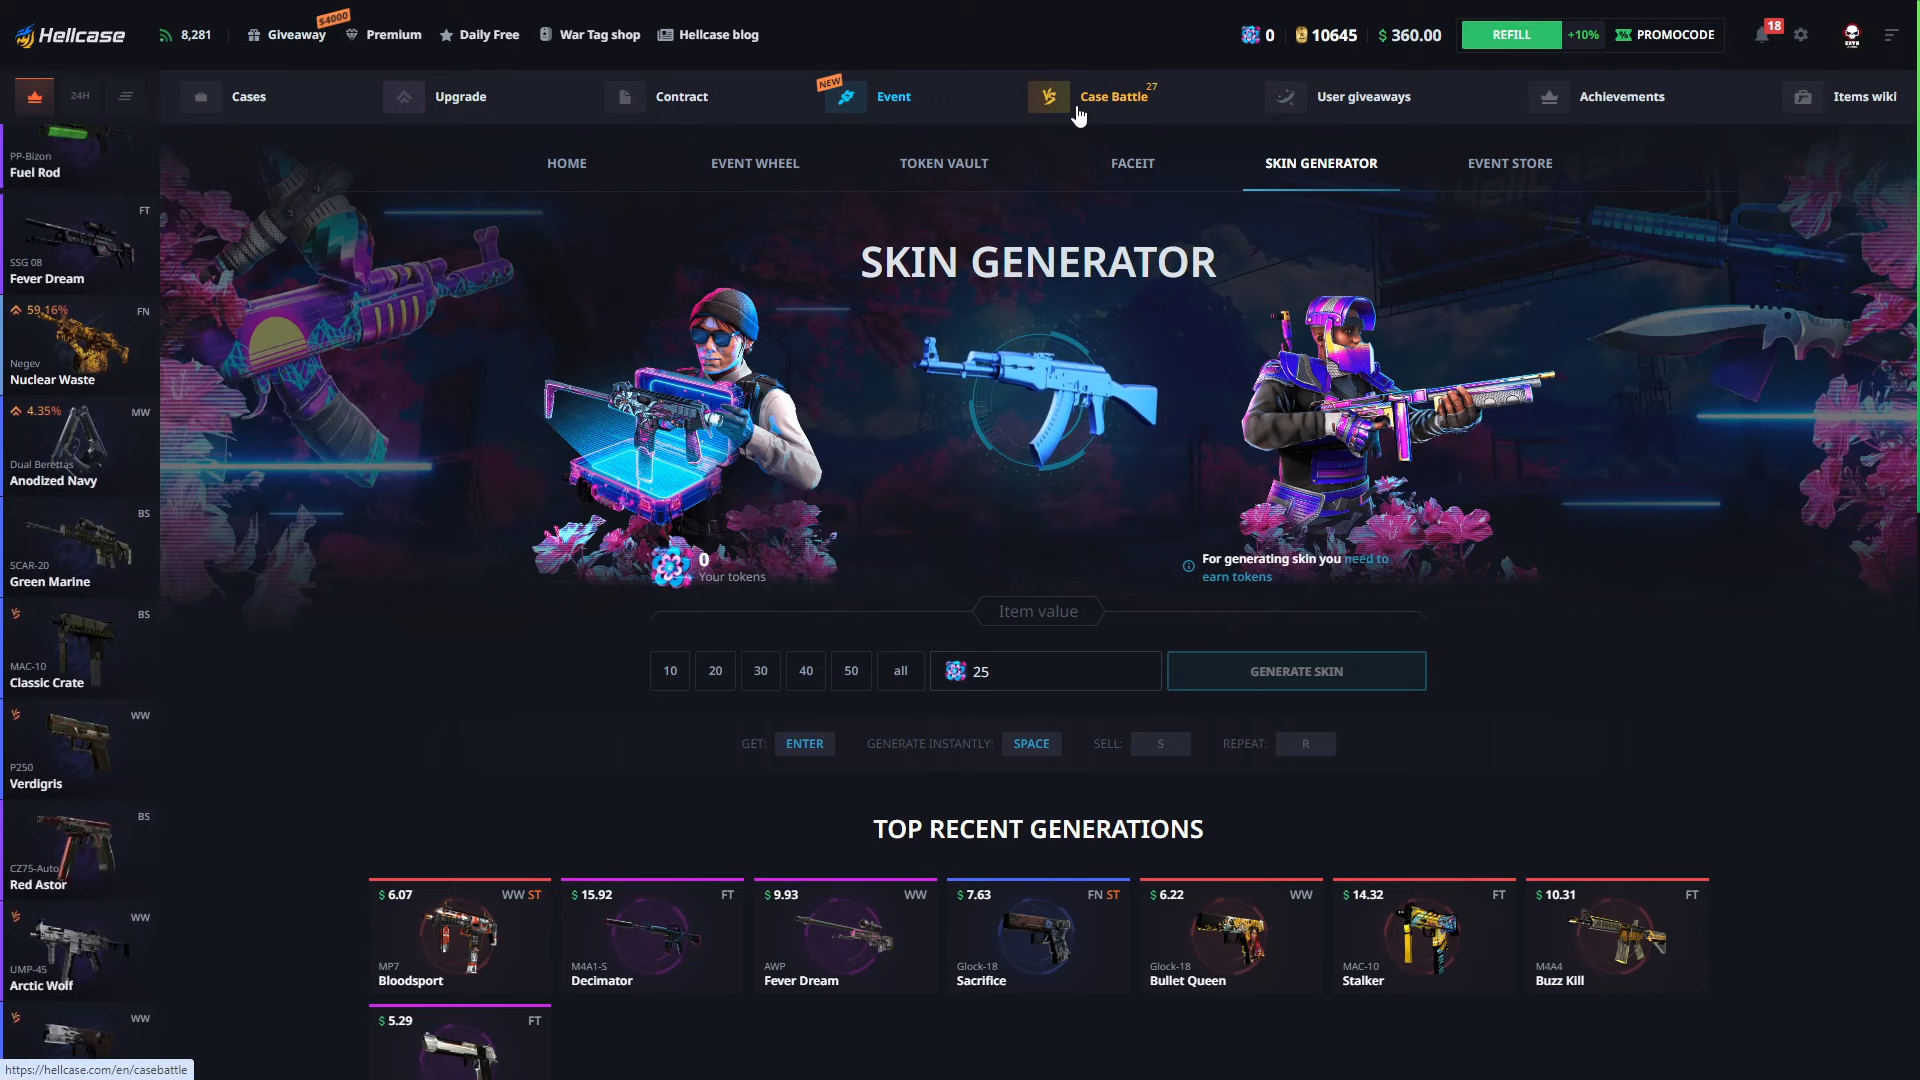 Hellcase
8,281
Giveaway
$4000
Premium
Daily Free
War Tag shop
Hellcase blog
0
10645
$ 360.00
REFILL
+10%
PROMOCODE
18
24H
Cases
Upgrade
Contract
NEW
Event
VS
Case Battle
27
User giveaways
Achievements
Items wiki
HOME
EVENT WHEEL
TOKEN VAULT
FACEIT
SKIN GENERATOR
EVENT STORE
PP-Bizon
Fuel Rod
FT
SSG 08
Fever Dream
59.16%
FN
Negev
Nuclear Waste
4.35%
MW
Dual Berettas
Anodized Navy
BS
SCAR-20
Green Marine
VS
BS
MAC-10
Classic Crate
VS
WW
P250
Verdigris
BS
CZ75-Auto
Red Astor
VS
WW
UMP-45
Arctic Wolf
VS
WW
SKIN GENERATOR
0
Your tokens
For generating skin you need to
earn tokens
Item value
10
20
30
40
50
all
25
GENERATE SKIN
GET:
ENTER
GENERATE INSTANTLY:
SPACE
SELL:
S
REPEAT:
R
TOP RECENT GENERATIONS
$ 6.07
WW ST
MP7
Bloodsport
$ 15.92
FT
M4A1-S
Decimator
$ 9.93
WW
AWP
Fever Dream
$ 7.63
FN ST
Glock-18
Sacrifice
$ 6.22
WW
Glock-18
Bullet Queen
$ 14.32
FT
MAC-10
Stalker
$ 10.31
FT
M4A4
Buzz Kill
$ 5.29
FT
https://hellcase.com/en/casebattle